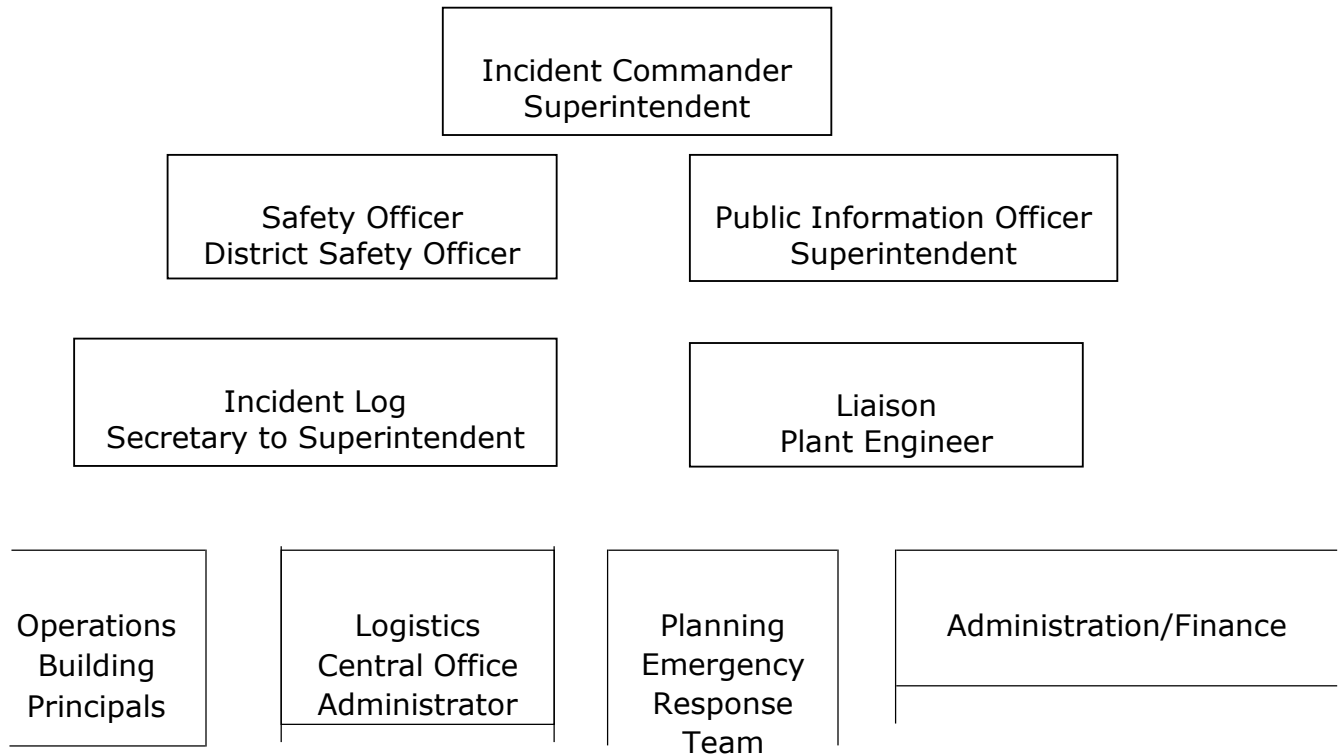 Incident Commander
Superintendent
Safety Officer
District Safety Officer
Public Information Officer
Superintendent
Incident Log
Secretary to Superintendent
Liaison
Plant Engineer
Operations
Building
Principals
Logistics
Central Office
Administrator
Planning
Emergency
Response
Team
Administration/Finance